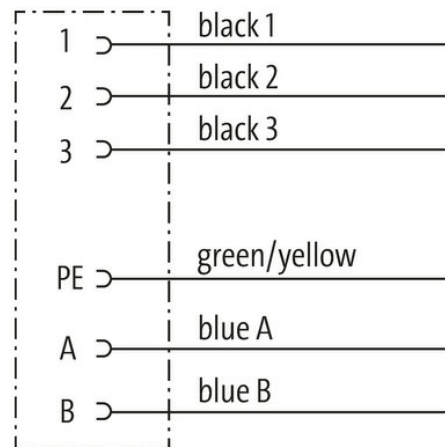 1 black 1
2 black 2
3 black 3
PE green/yellow
A blue A
B blue B